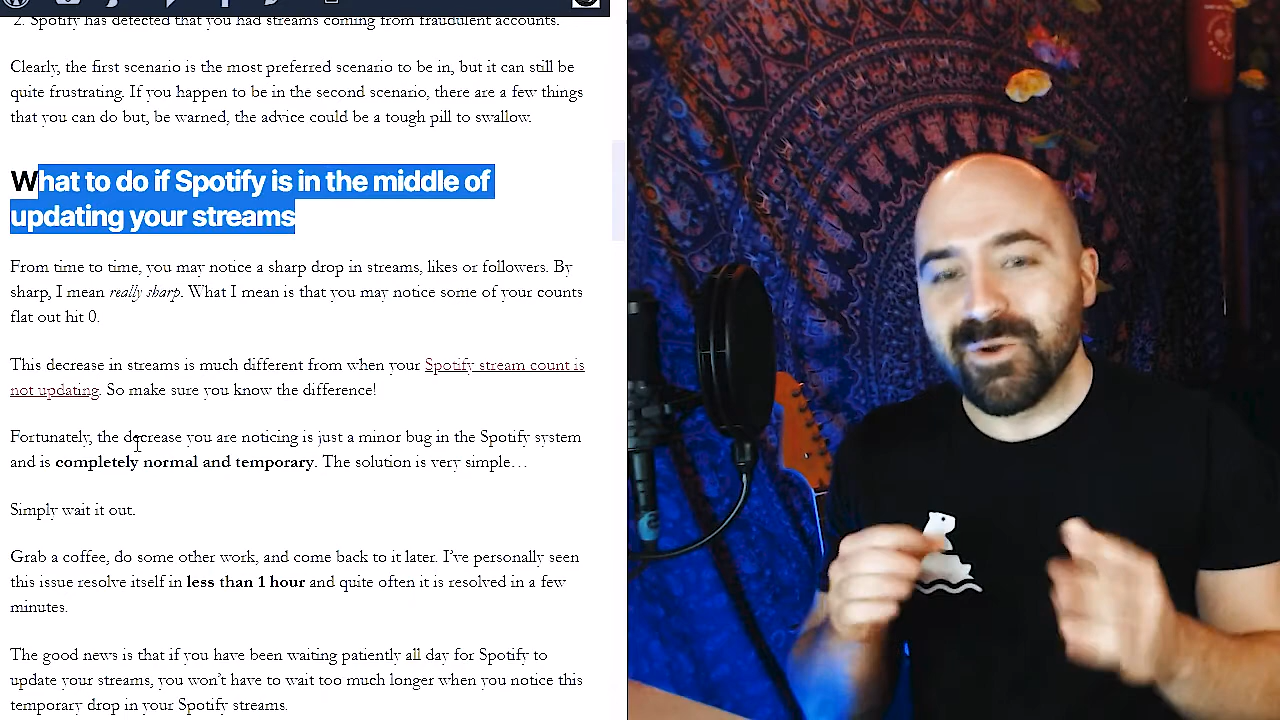 2. Spotify has detected that you had streams coming from fraudulent accounts.
Clearly, the first scenario is the most preferred scenario to be in, but it can still be
quite frustrating. If you happen to be in the second scenario, there are a few things
that you can do but, be warned, the advice could be a tough pill to swallow.
What to do if Spotify is in the middle of
updating your streams
From time to time, you may notice a sharp drop in streams, likes or followers. By
sharp, I mean really sharp. What I mean is that you may notice some of your counts
flat out hit 0.
This decrease in streams is much different from when your Spotify stream count is
not updating. So make sure you know the difference!
Fortunately, the decrease you are noticing is just a minor bug in the Spotify system
and is completely normal and temporary. The solution is very simple…
Simply wait it out.
Grab a coffee, do some other work, and come back to it later. I've personally seen
this issue resolve itself in less than 1 hour and quite often it is resolved in a few
minutes.
The good news is that if you have been waiting patiently all day for Spotify to
update your streams, you won't have to wait too much longer when you notice this
temporary drop in your Spotify streams.